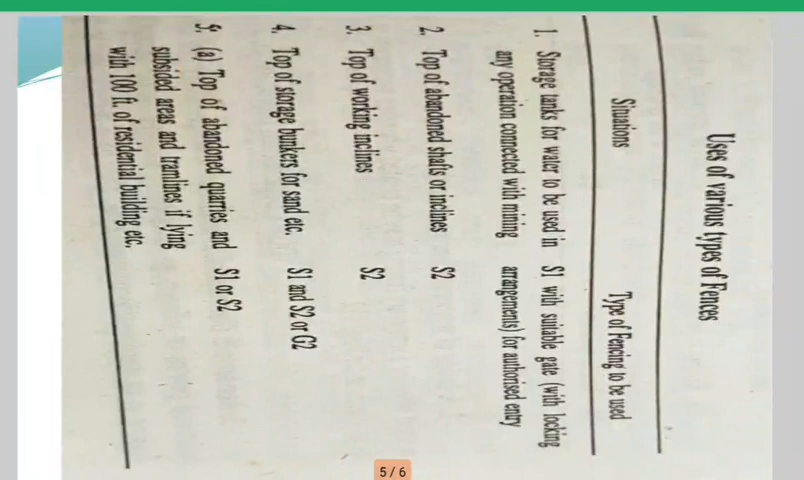 Uses of various types of Fences
Situations Type of Fencing to be used
1. Storage tanks for water to be used in S1 with suitable gate (with locking
any operation connected with mining arrangements) for authorised entry
2. Top of abandoned shafts or inclines S2
3. Top of working inclines S2
4. Top of storage bunkers for sand etc. S1 and S2 or G2
5. (a) Top of abandoned quarries and S1 or S2
subsided areas and tramlines if lying
with 100 ft. of residential building etc.
5 / 6